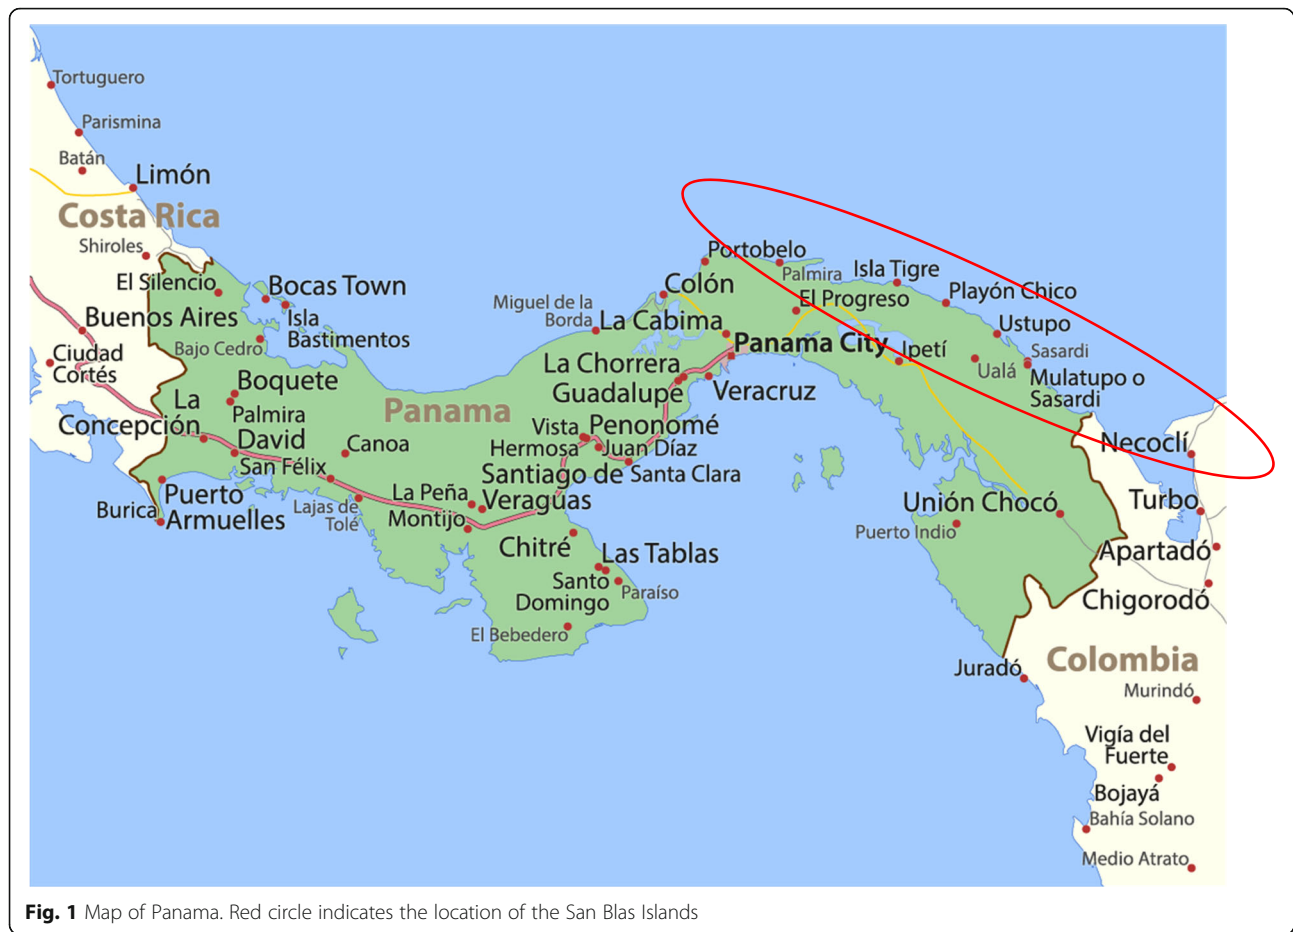 Tortuguero
Parismina
Batán
Limón
Costa Rica
Shiroles
El Silencio
Bocas Town
Isla
Bastimentos
Buenos Aires
Bajo Cedro
Ciudad
Cortés
Boquete
Palmira
La
Concepción
David
San Félix
Canoa
Burica
Puerto
Armuelles
Lajas de
Tolé
Panama
Miguel de la
Borda
Colón
Portobelo
Palmira
Isla Tigre
Playón Chico
El Progreso
La Cabima
Panama City
Ipetí
Ustupo
Sasardi
Ualá
Mulatupo o
Sasardi
La Chorrera
Guadalupe
Veracruz
Vista
Hermosa
Penonomé
Juan Díaz
Santa Clara
Santiago de
Veraguas
La Peña
Montijo
Chitré
Las Tablas
Santo
Domingo
Paraíso
El Bebedero
Unión Chocó
Puerto Indio
Necoclí
Turbo
Apartadó
Chigorodó
Juradó
Colombia
Murindó
Vigía del
Fuerte
Bojayá
Bahía Solano
Medio Atrato
Fig. 1 Map of Panama. Red circle indicates the location of the San Blas Islands